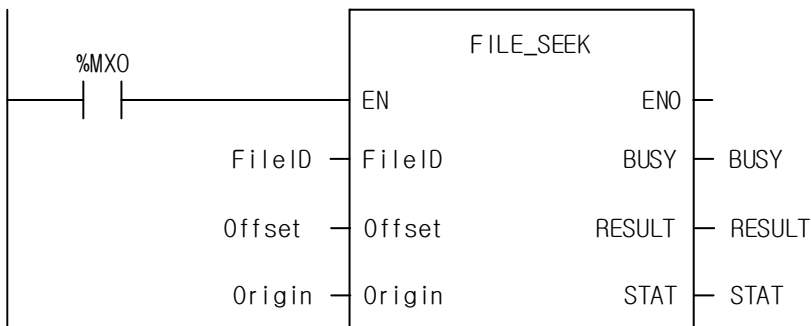 FILE_SEEK
%MX0
EN ENO
FileID FileID BUSY BUSY
Offset Offset RESULT RESULT
Origin Origin STAT STAT